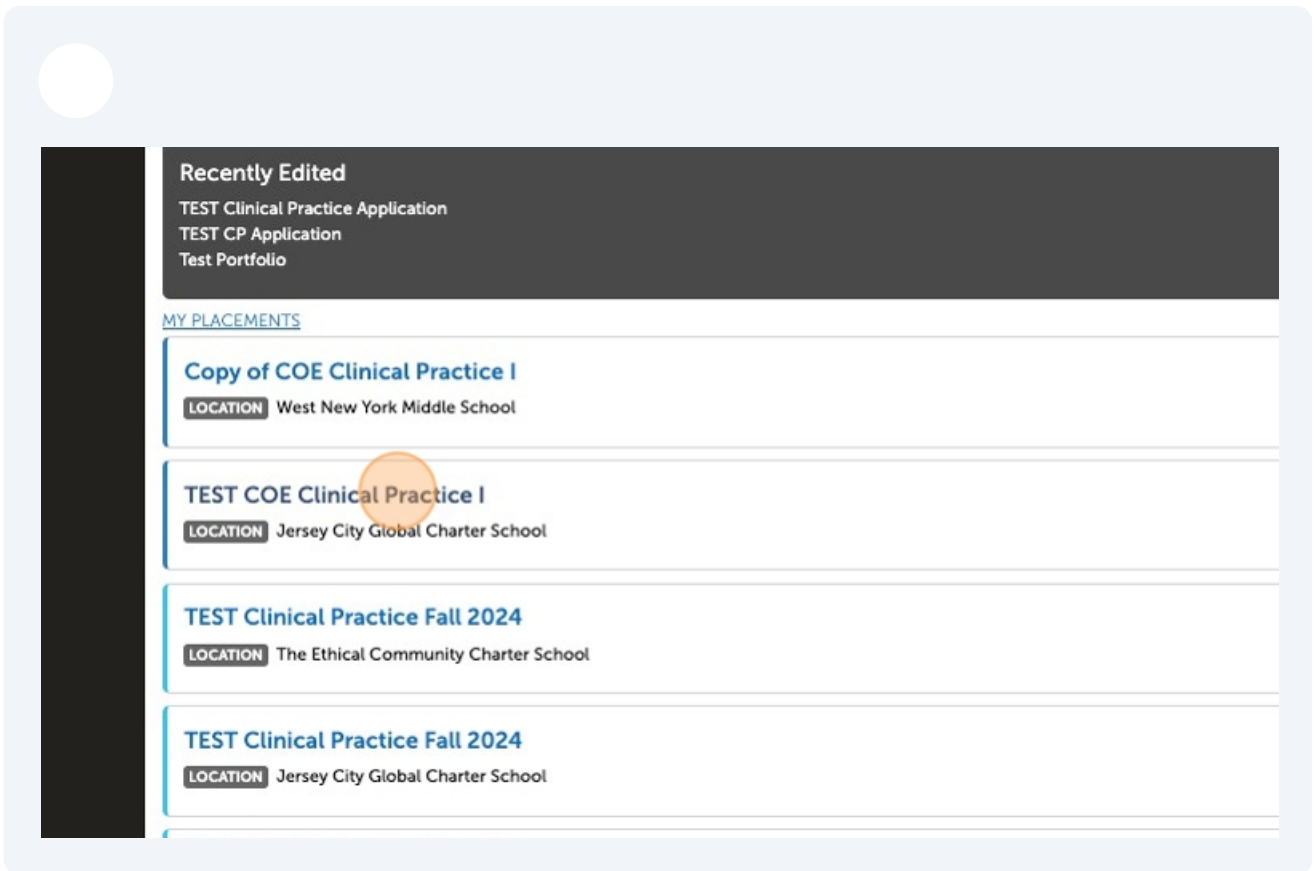 Recently Edited
TEST Clinical Practice Application
TEST CP Application
Test Portfolio
MY PLACEMENTS
Copy of COE Clinical Practice I
LOCATION West New York Middle School
TEST COE Clinical Practice I
LOCATION Jersey City Global Charter School
TEST Clinical Practice Fall 2024
LOCATION The Ethical Community Charter School
TEST Clinical Practice Fall 2024
LOCATION Jersey City Global Charter School